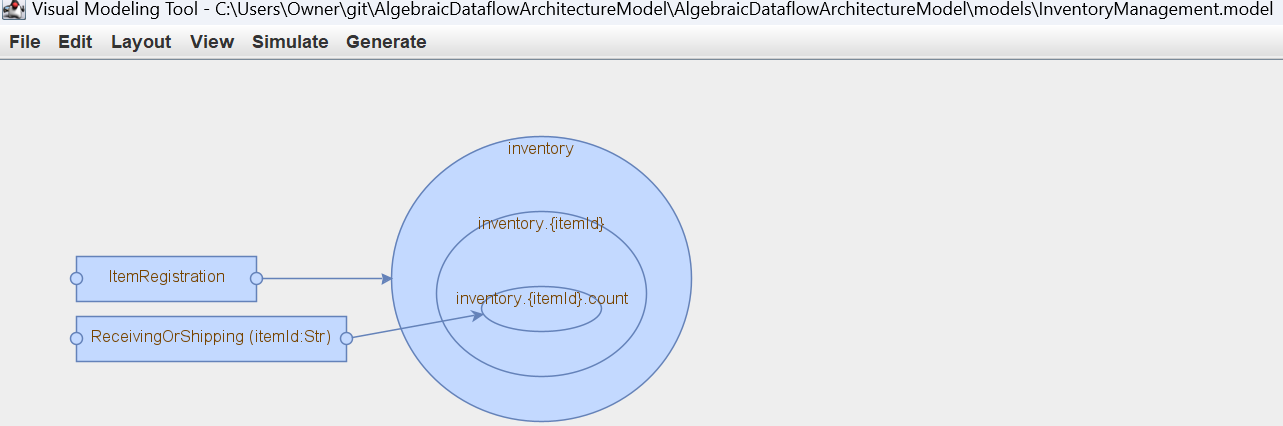 Visual Modeling Tool - C:\Users\Owner\git\AlgebraicDataflowArchitectureModel\AlgebraicDataflowArchitectureModel\models\InventoryManagement.model
File Edit Layout View Simulate Generate
inventory
inventory.{itemId}
ItemRegistration
inventory.{itemId}.count
ReceivingOrShipping (itemId:Str)